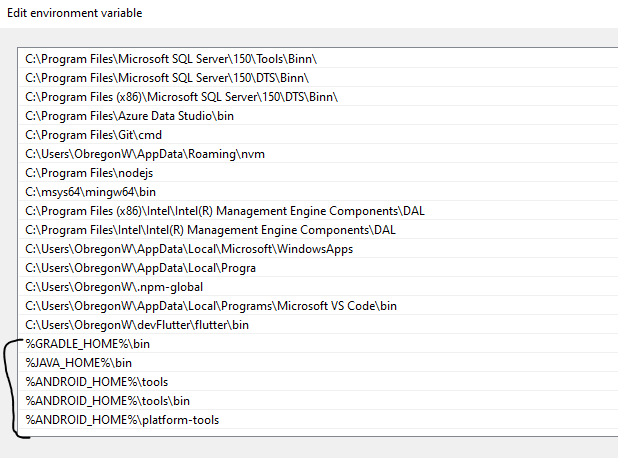 Edit environment variable
C:\Program Files\Microsoft SQL Server\150\Tools\Binn\
C:\Program Files\Microsoft SQL Server\150\DTS\Binn\
C:\Program Files (x86)\Microsoft SQL Server\150\DTS\Binn\
C:\Program Files\Azure Data Studio\bin
C:\Program Files\Git\cmd
C:\Users\ObregonW\AppData\Roaming\nvm
C:\Program Files\nodejs
C:\msys64\mingw64\bin
C:\Program Files (x86)\Intel\Intel(R) Management Engine Components\DAL
C:\Program Files\Intel\Intel(R) Management Engine Components\DAL
C:\Users\ObregonW\AppData\Local\Microsoft\WindowsApps
C:\Users\ObregonW\AppData\Local\Progra
C:\Users\ObregonW\.npm-global
C:\Users\ObregonW\AppData\Local\Programs\Microsoft VS Code\bin
C:\Users\ObregonW\devFlutter\flutter\bin
%GRADLE_HOME%\bin
%JAVA_HOME%\bin
%ANDROID_HOME%\tools
%ANDROID_HOME%\tools\bin
%ANDROID_HOME%\platform-tools